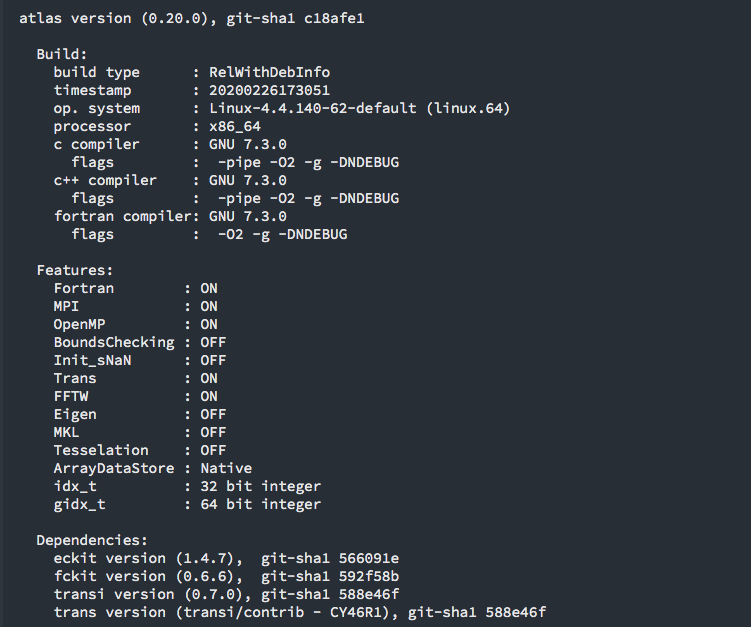 atlas version (0.20.0), git-sha1 c18afe1
Build:
build type : RelWithDebInfo
timestamp : 20200226173051
op. system : Linux-4.4.140-62-default (linux.64)
processor : x86_64
c compiler : GNU 7.3.0
flags : -pipe -O2 -g -DNDEBUG
c++ compiler : GNU 7.3.0
flags : -pipe -O2 -g -DNDEBUG
fortran compiler: GNU 7.3.0
flags : -O2 -g -DNDEBUG
Features:
Fortran : ON
MPI : ON
OpenMP : ON
BoundsChecking : OFF
Init_sNaN : OFF
Trans : ON
FFTW : ON
Eigen : OFF
MKL : OFF
Tesselation : OFF
ArrayDataStore : Native
idx_t : 32 bit integer
gidx_t : 64 bit integer
Dependencies:
eckit version (1.4.7), git-sha1 566091e
fckit version (0.6.6), git-sha1 592f58b
transi version (0.7.0), git-sha1 588e46f
trans version (transi/contrib - CY46R1), git-sha1 588e46f